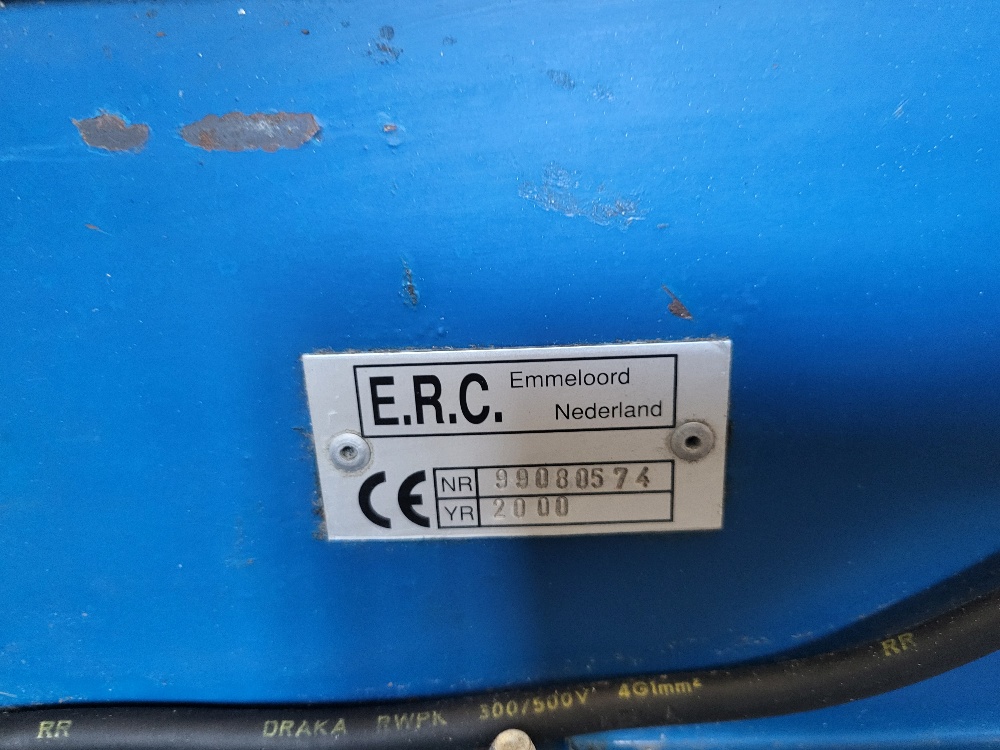 E.R.C. Emmeloord
Nederland
CE NR 99080574
YR 2000
RR DRAKA RWPK 300/500V 4G1mm² RR